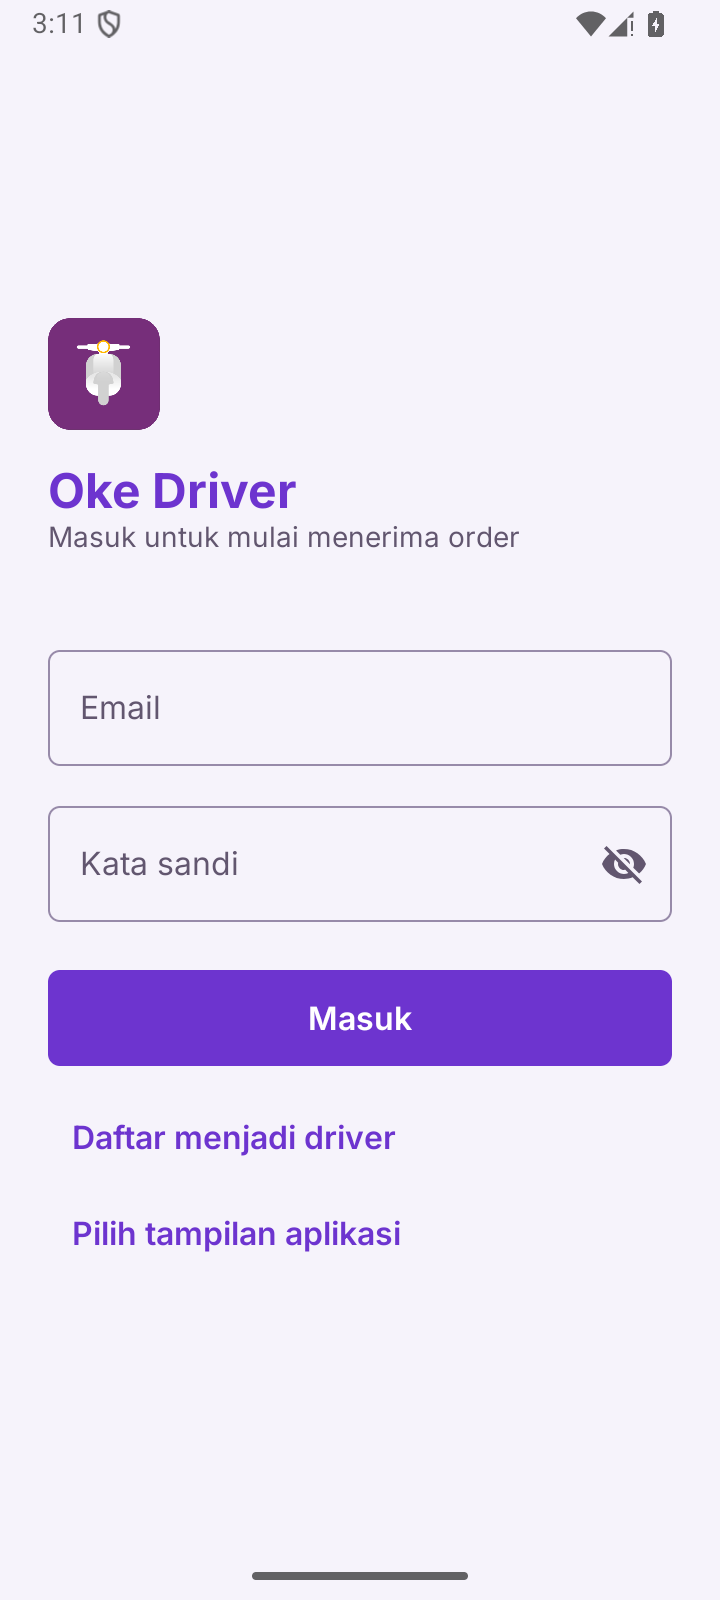 3:11
Oke Driver
Masuk untuk mulai menerima order
Email
Kata sandi
Masuk
Daftar menjadi driver
Pilih tampilan aplikasi